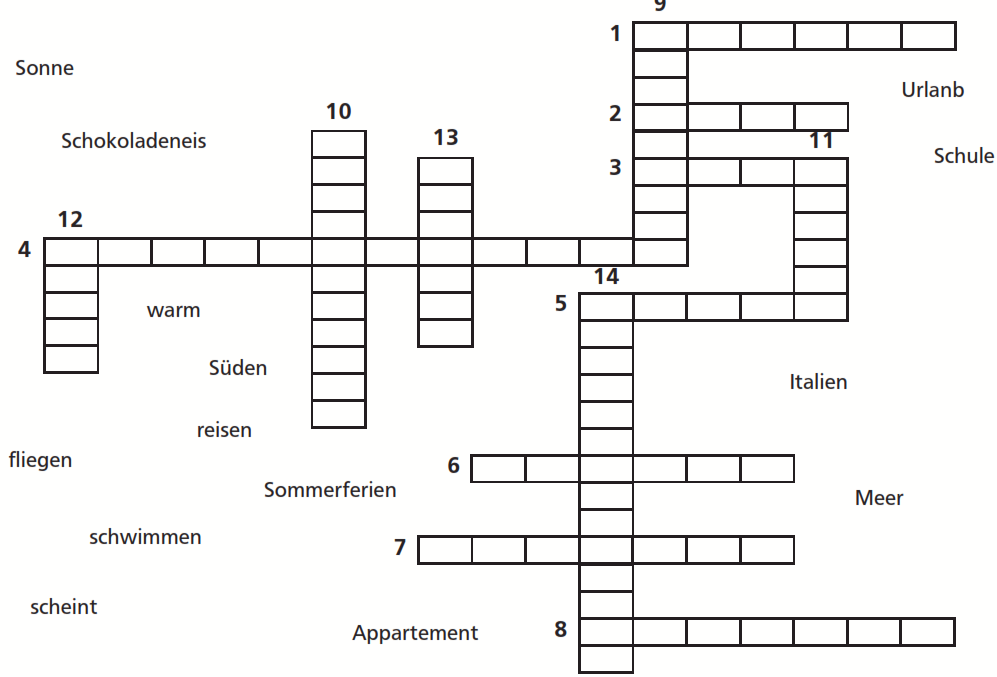 9
1
Sonne
Urlanb
10
2
13
11
Schokoladeneis
Schule
3
12
4
14
5
warm
Süden
Italien
reisen
fliegen
6
Sommerferien
Meer
schwimmen
7
scheint
Appartement
8